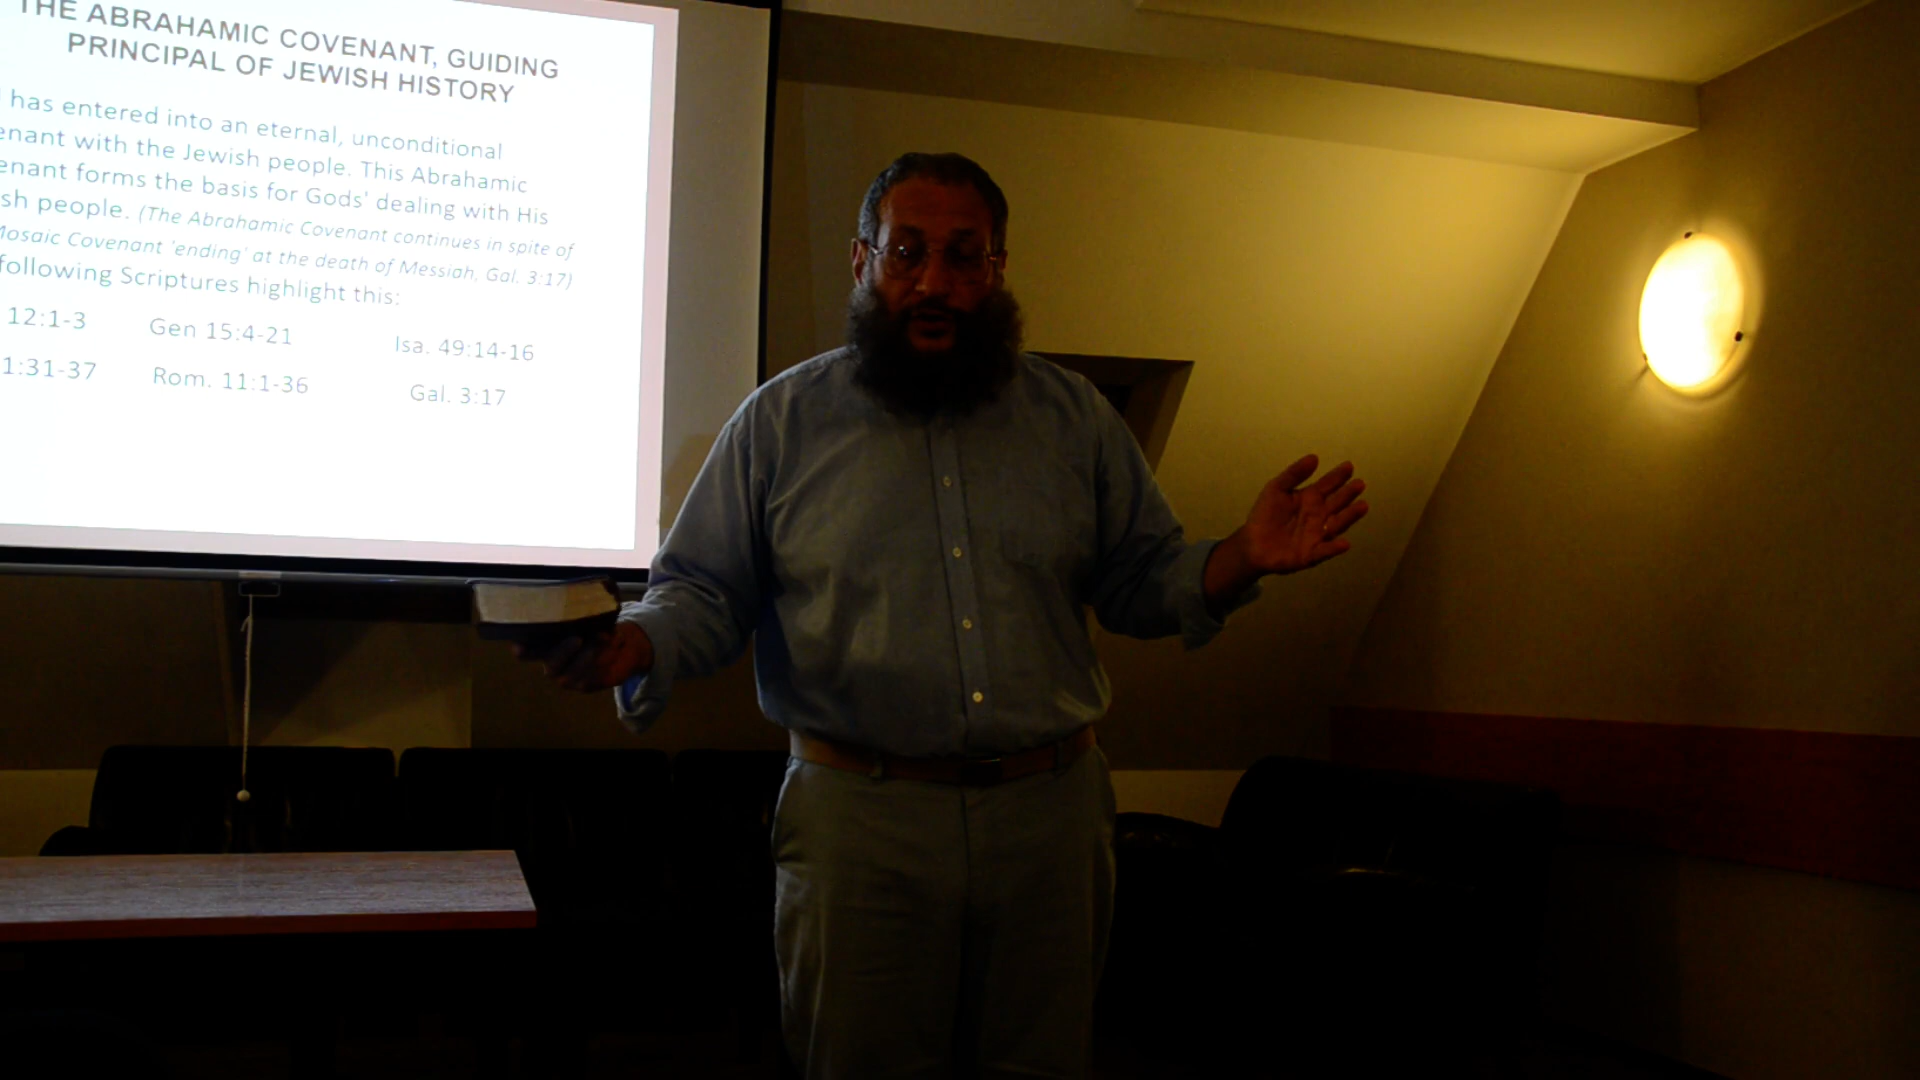 THE ABRAHAMIC COVENANT, GUIDING
PRINCIPAL OF JEWISH HISTORY
has entered into an eternal, unconditional
enant with the Jewish people. This Abrahamic
enant forms the basis for Gods' dealing with His
sh people. (The Abrahamic Covenant continues in spite of
Mosaic Covenant 'ending' at the death of Messiah, Gal. 3:17)
following Scriptures highlight this:
12:1-3 Gen 15:4-21 Isa. 49:14-16
1:31-37 Rom. 11:1-36 Gal. 3:17